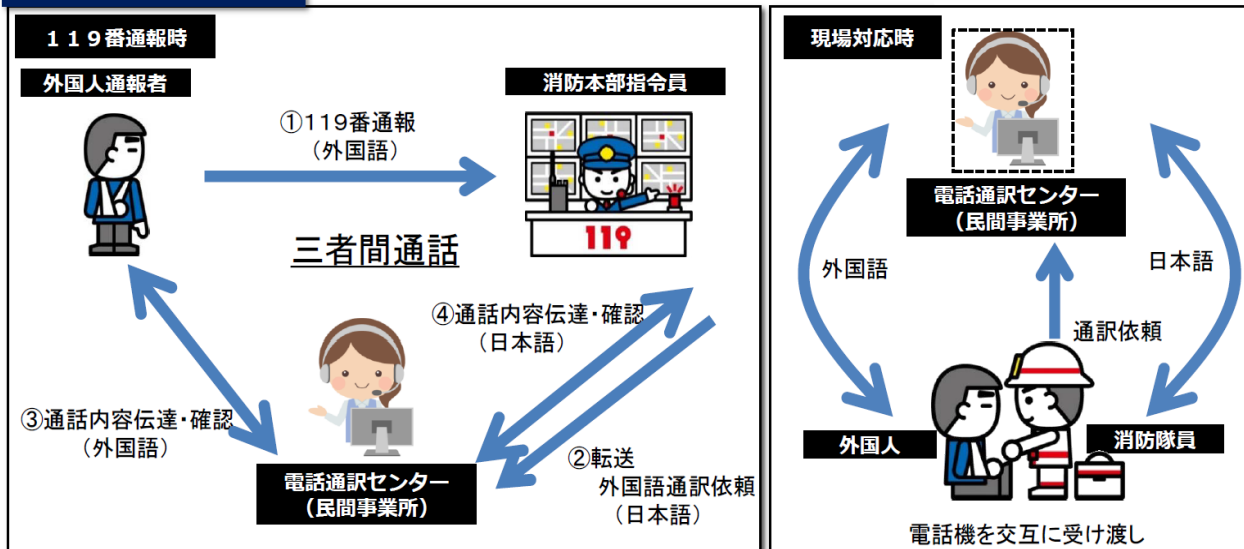 119番通報時
外国人通報者
消防本部指令員
①119番通報
(外国語)
119
三者間通話
④通話内容伝達・確認
(日本語)
③通話内容伝達・確認
(外国語)
電話通訳センター
(民間事業所)
②転送
外国語通訳依頼
(日本語)
現場対応時
電話通訳センター
(民間事業所)
外国語
日本語
通訳依頼
外国人
消防隊員
電話機を交互に受け渡し